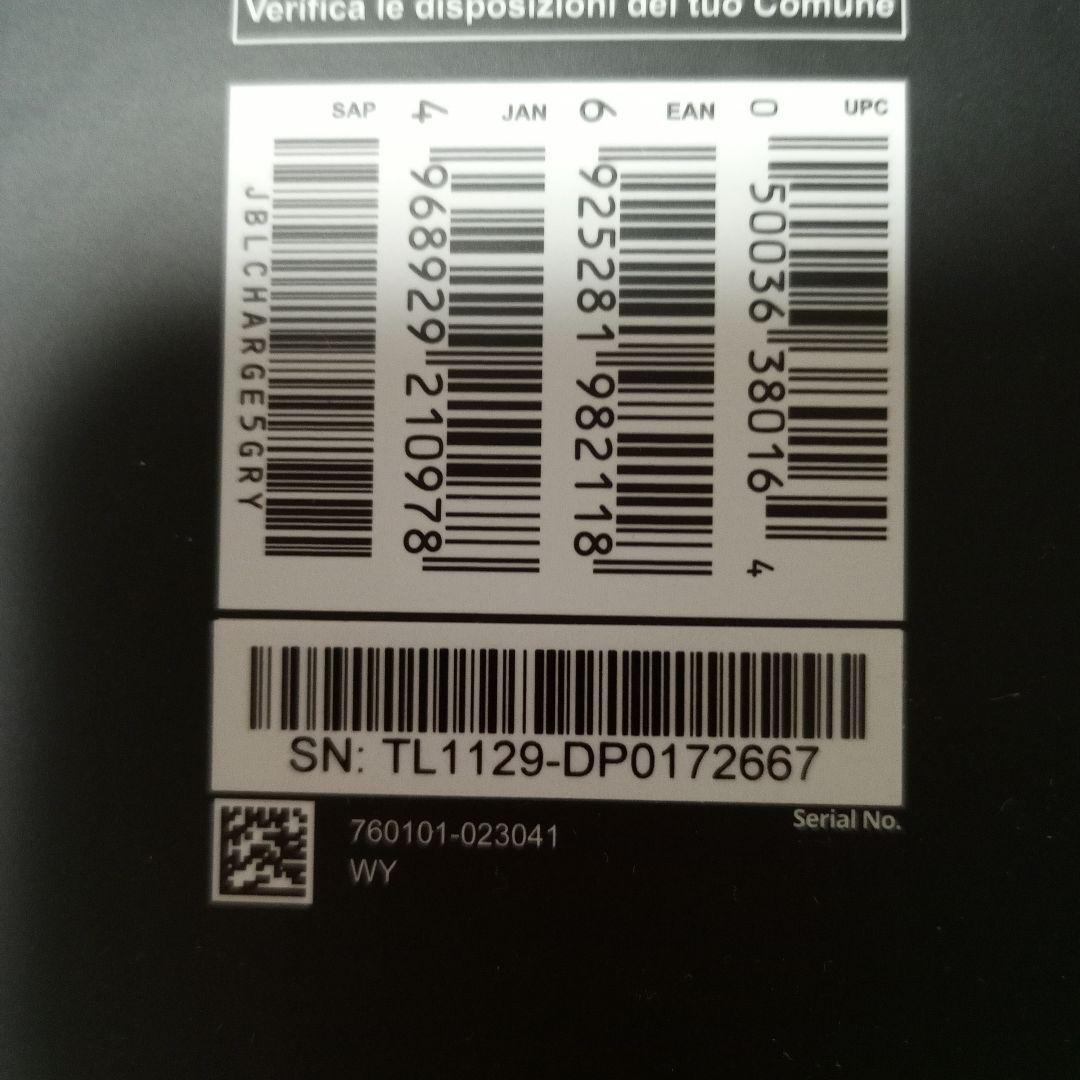 Verifica le disposizioni del tuo Comune
SAP
JBLCHARGE5GRY
JAN
4 968929 210978
EAN
6 925281 982118
UPC
0 50036 38016 4
SN: TL1129-DP0172667
Serial No.
760101-023041
WY